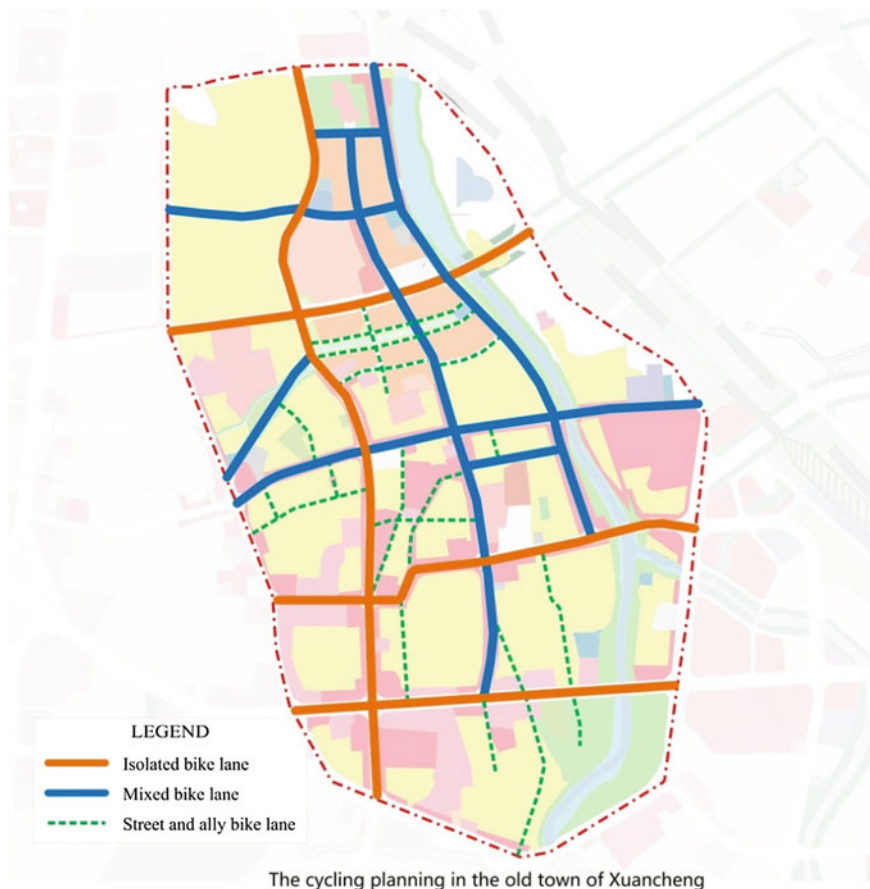 LEGEND
Isolated bike lane
Mixed bike lane
Street and ally bike lane
The cycling planning in the old town of Xuancheng